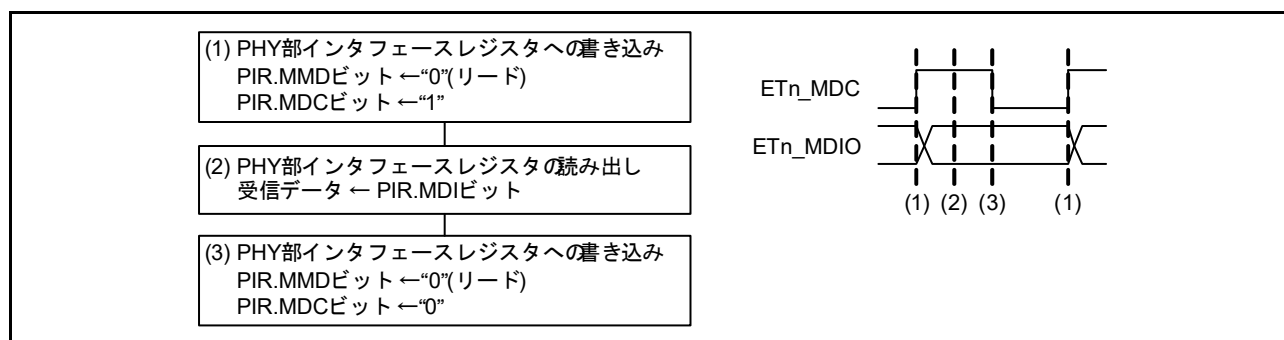 (1) PHY部インタフェースレジスタへの書き込み
PIR.MMDビット ←“0”(リード)
PIR.MDCビット ←“1”
(2) PHY部インタフェースレジスタの読み出し
受信データ ← PIR.MDIビット
(3) PHY部インタフェースレジスタへの書き込み
PIR.MMDビット ←“0”(リード)
PIR.MDCビット ←“0”
ETn_MDC
ETn_MDIO
(1) (2) (3) (1)